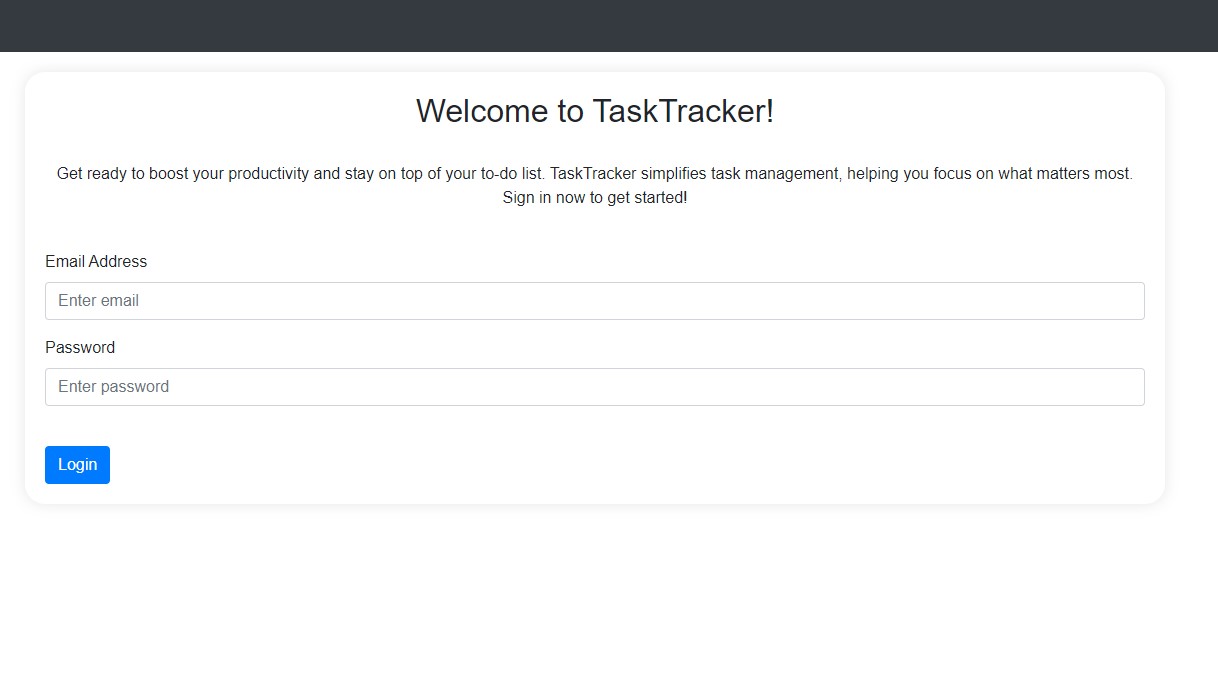 Welcome to TaskTracker!
Get ready to boost your productivity and stay on top of your to-do list. TaskTracker simplifies task management, helping you focus on what matters most.
Sign in now to get started!
Email Address
Enter email
Password
Enter password
Login